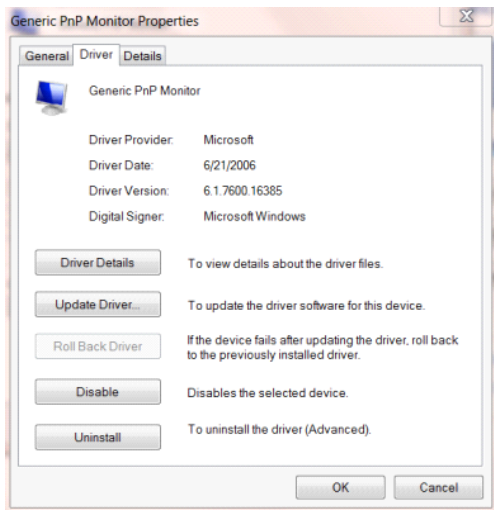 Generic PnP Monitor Properties
General Driver Details
Generic PnP Monitor
Driver Provider: Microsoft
Driver Date: 6/21/2006
Driver Version: 6.1.7600.16385
Digital Signer: Microsoft Windows
Driver Details To view details about the driver files.
Update Driver... To update the driver software for this device.
Roll Back Driver If the device fails after updating the driver, roll back
to the previously installed driver.
Disable Disables the selected device.
Uninstall To uninstall the driver (Advanced).
OK Cancel